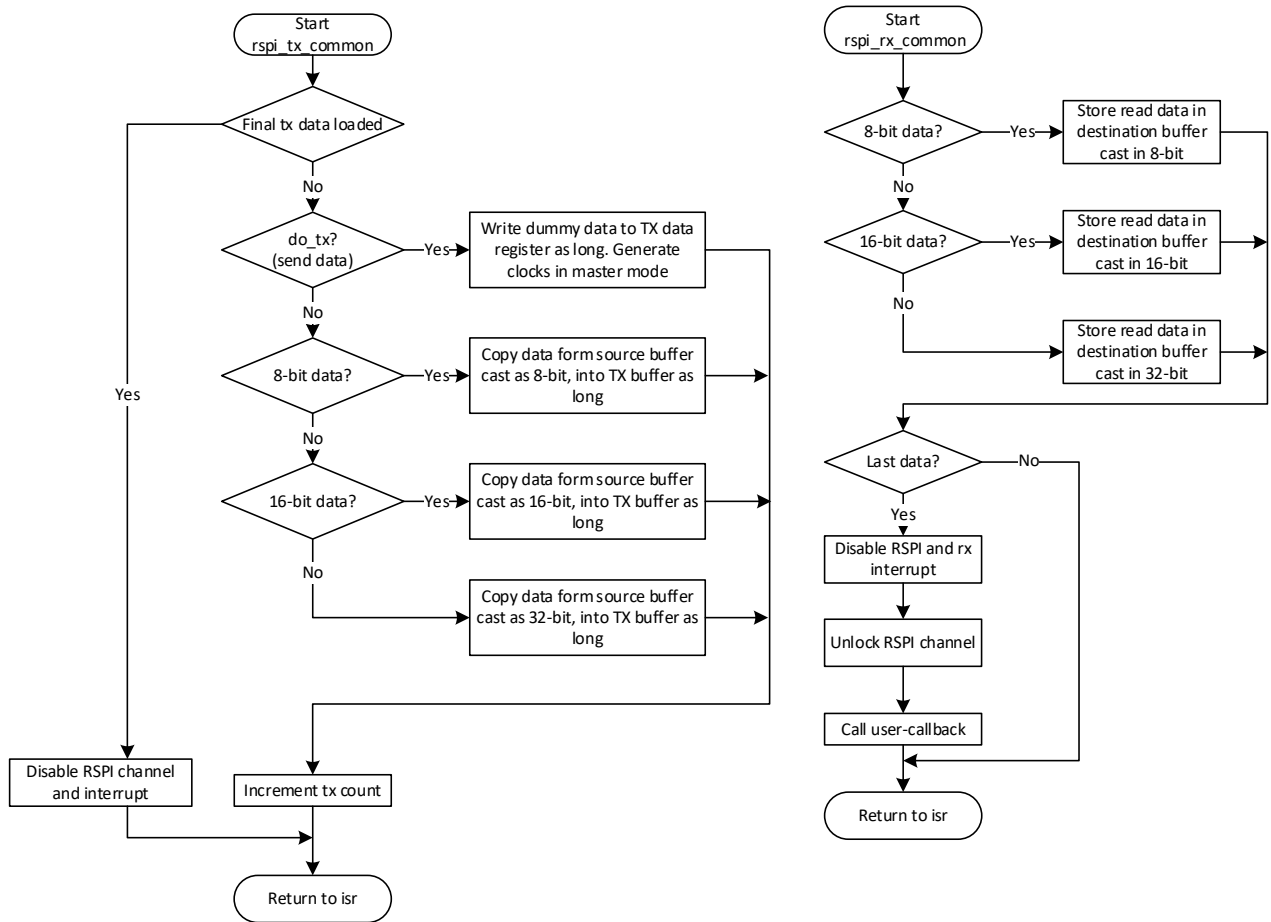 Start
rspi_tx_common
Final tx data loaded
No
do_tx?
(send data)
Yes
Write dummy data to TX data
register as long. Generate
clocks in master mode
No
8-bit data?
Yes
Copy data form source buffer
cast as 8-bit, into TX buffer as
long
Yes
No
16-bit data?
Yes
Copy data form source buffer
cast as 16-bit, into TX buffer as
long
No
Copy data form source buffer
cast as 32-bit, into TX buffer as
long
Disable RSPI channel
and interrupt
Increment tx count
Return to isr
Start
rspi_rx_common
8-bit data?
Yes
Store read data in
destination buffer
cast in 8-bit
No
16-bit data?
Yes
Store read data in
destination buffer
cast in 16-bit
No
Store read data in
destination buffer
cast in 32-bit
Last data?
No
Yes
Disable RSPI and rx
interrupt
Unlock RSPI channel
Call user-callback
Return to isr